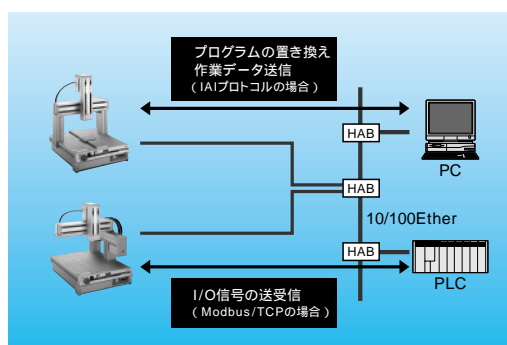 プログラムの置き換え
作業データ送信
(IAIプロトコルの場合)
HAB
PC
HAB
10/100Ether
HAB
PLC
I/O信号の送受信
(Modbus/TCPの場合)